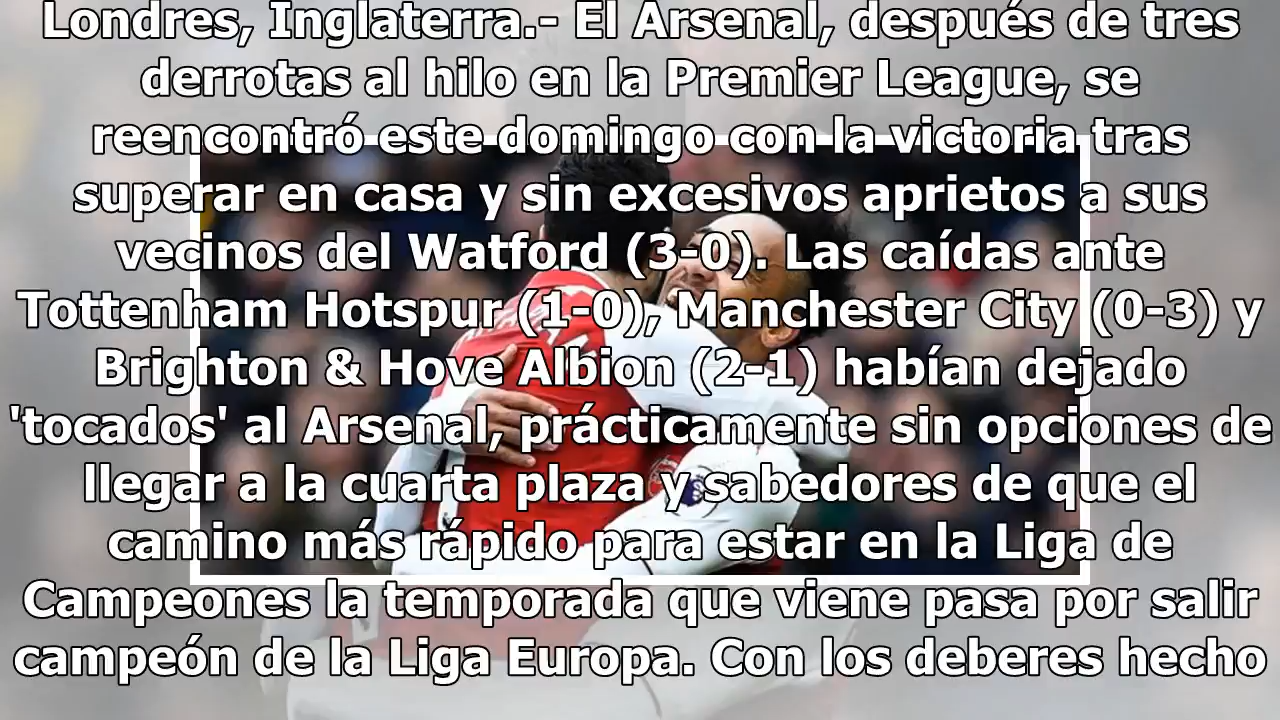 Londres, Inglaterra.- El Arsenal, después de tres
derrotas al hilo en la Premier League, se
reencontró este domingo con la victoria tras
superar en casa y sin excesivos aprietos a sus
vecinos del Watford (3-0). Las caídas ante
Tottenham Hotspur (1-0), Manchester City (0-3) y
Brighton & Hove Albion (2-1) habían dejado
'tocados' al Arsenal, prácticamente sin opciones de
llegar a la cuarta plaza y sabedores de que el
camino más rápido para estar en la Liga de
Campeones la temporada que viene pasa por salir
campeón de la Liga Europa. Con los deberes hecho